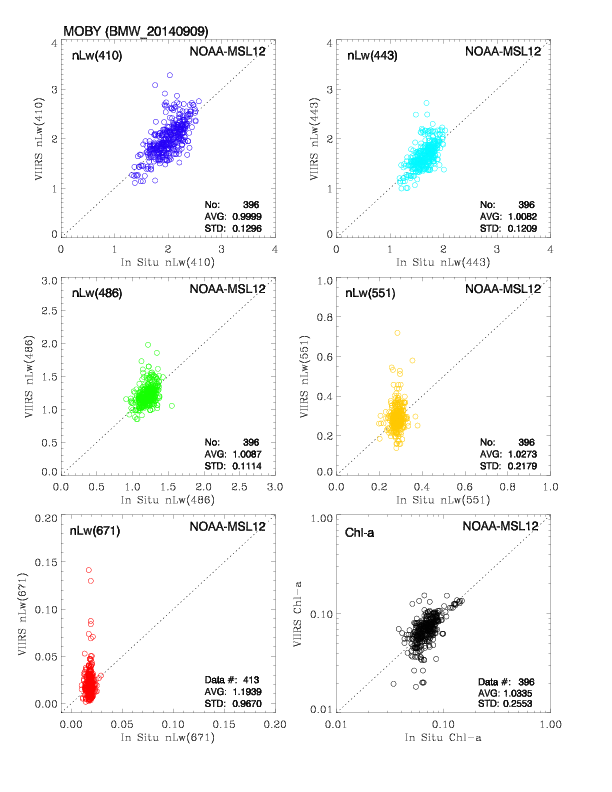 MOBY (BMW_20140909)
nLw(410)
NOAA-MSL12
VIIRS nLw(410)
4
3
2
1
0
No: 396
AVG: 0.9999
STD: 0.1296
0 1 2 3 4
In Situ nLw(410)
nLw(443)
NOAA-MSL12
VIIRS nLw(443)
4
3
2
1
0
No: 396
AVG: 1.0082
STD: 0.1209
0 1 2 3 4
In Situ nLw(443)
nLw(486)
NOAA-MSL12
VIIRS nLw(486)
3.0
2.5
2.0
1.5
1.0
0.5
0.0
No: 396
AVG: 1.0087
STD: 0.1114
0.0 0.5 1.0 1.5 2.0 2.5 3.0
In Situ nLw(486)
nLw(551)
NOAA-MSL12
VIIRS nLw(551)
1.0
0.8
0.6
0.4
0.2
0.0
No: 396
AVG: 1.0273
STD: 0.2179
0.0 0.2 0.4 0.6 0.8 1.0
In Situ nLw(551)
nLw(671)
NOAA-MSL12
VIIRS nLw(671)
0.20
0.15
0.10
0.05
0.00
Data #: 413
AVG: 1.1939
STD: 0.9670
0.00 0.05 0.10 0.15 0.20
In Situ nLw(671)
Chl-a
NOAA-MSL12
VIIRS Chl-a
1.00
0.10
0.01
Data #: 396
AVG: 1.0335
STD: 0.2553
0.01 0.10 1.00
In Situ Chl-a